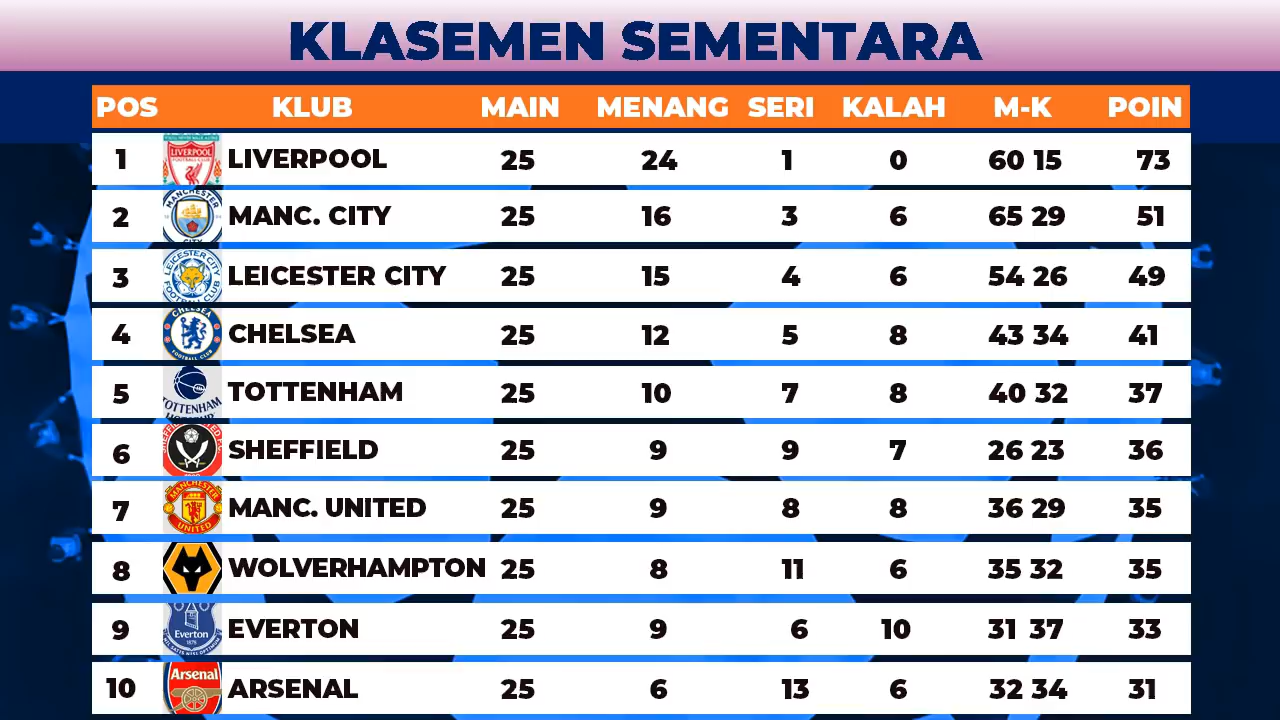 KLASEMEN SEMENTARA
POS KLUB MAIN MENANG SERI KALAH M-K POIN
1 LIVERPOOL 25 24 1 0 60 15 73
2 MANC. CITY 25 16 3 6 65 29 51
3 LEICESTER CITY 25 15 4 6 54 26 49
4 CHELSEA 25 12 5 8 43 34 41
5 TOTTENHAM 25 10 7 8 40 32 37
6 SHEFFIELD 25 9 9 7 26 23 36
7 MANC. UNITED 25 9 8 8 36 29 35
8 WOLVERHAMPTON 25 8 11 6 35 32 35
9 Everton EVERTON 25 9 6 10 31 37 33
10 Arsenal ARSENAL 25 6 13 6 32 34 31